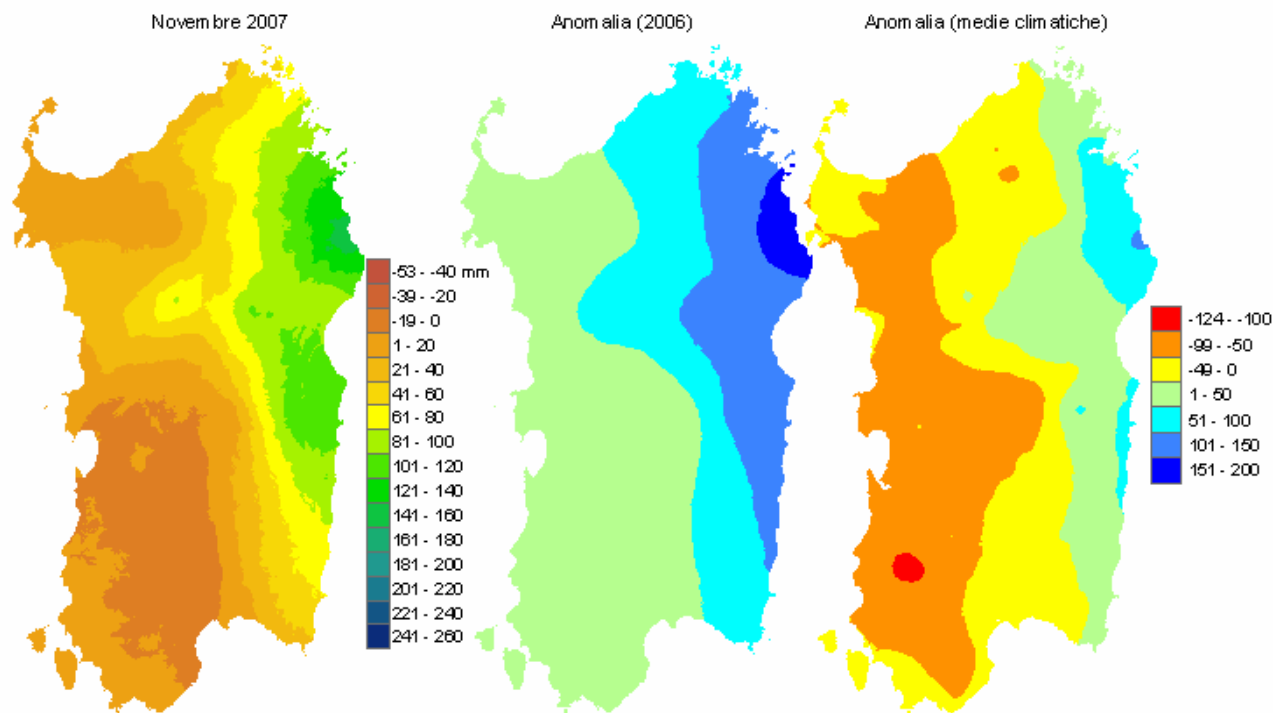 Novembre 2007
Anomalia (2006)
Anomalia (medie climatiche)
-53 - -40 mm
-39 - -20
-19 - 0
1 - 20
21 - 40
41 - 60
61 - 80
81 - 100
101 - 120
121 - 140
141 - 160
161 - 180
181 - 200
201 - 220
221 - 240
241 - 260
-124 - -100
-99 - -50
-49 - 0
1 - 50
51 - 100
101 - 150
151 - 200